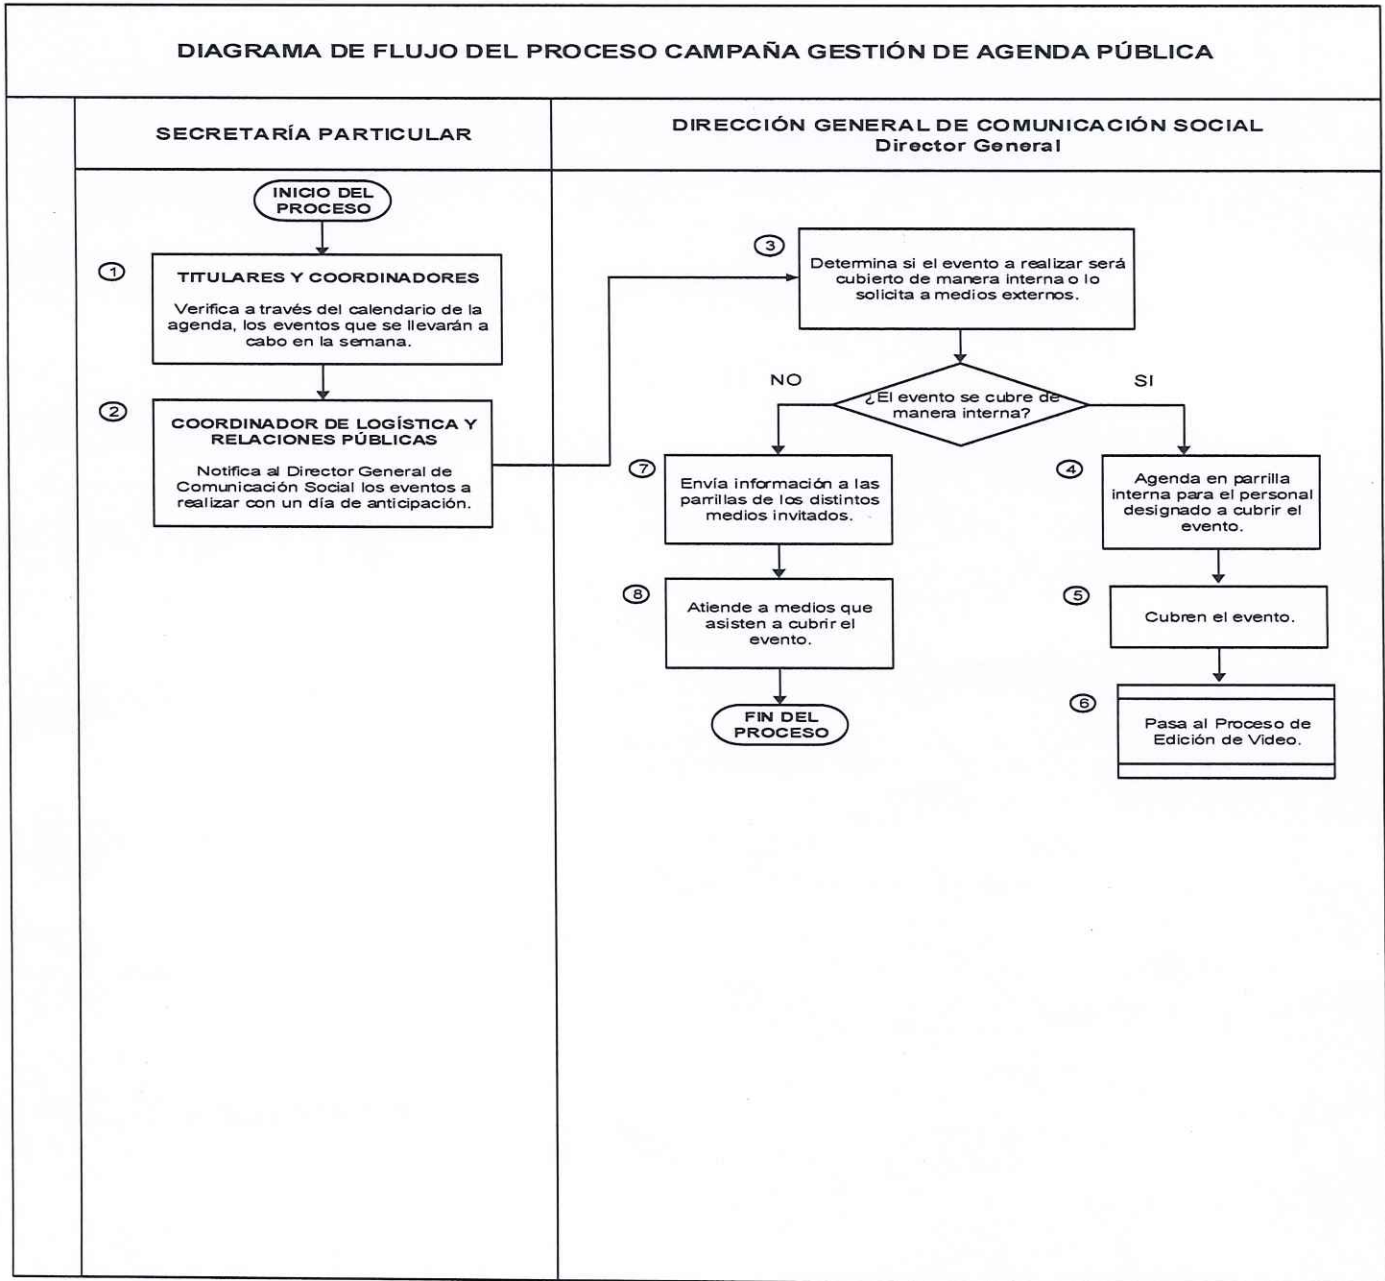 DIAGRAMA DE FLUJO DEL PROCESO CAMPAÑA GESTIÓN DE AGENDA PÚBLICA
SECRETARÍA PARTICULAR
DIRECCIÓN GENERAL DE COMUNICACIÓN SOCIAL
Director General
INICIO DEL
PROCESO
1
TITULARES Y COORDINADORES
Verifica a través del calendario de la
agenda, los eventos que se llevarán a
cabo en la semana.
2
COORDINADOR DE LOGÍSTICA Y
RELACIONES PÚBLICAS
Notifica al Director General de
Comunicación Social los eventos a
realizar con un día de anticipación.
3
Determina si el evento a realizar será
cubierto de manera interna o lo
solicita a medios externos.
¿El evento se cubre de
manera interna?
NO
SI
7
Envía información a las
parrillas de los distintos
medios invitados.
8
Atiende a medios que
asisten a cubrir el
evento.
FIN DEL
PROCESO
4
Agenda en parrilla
interna para el personal
designado a cubrir el
evento.
5
Cubren el evento.
6
Pasa al Proceso de
Edición de Video.